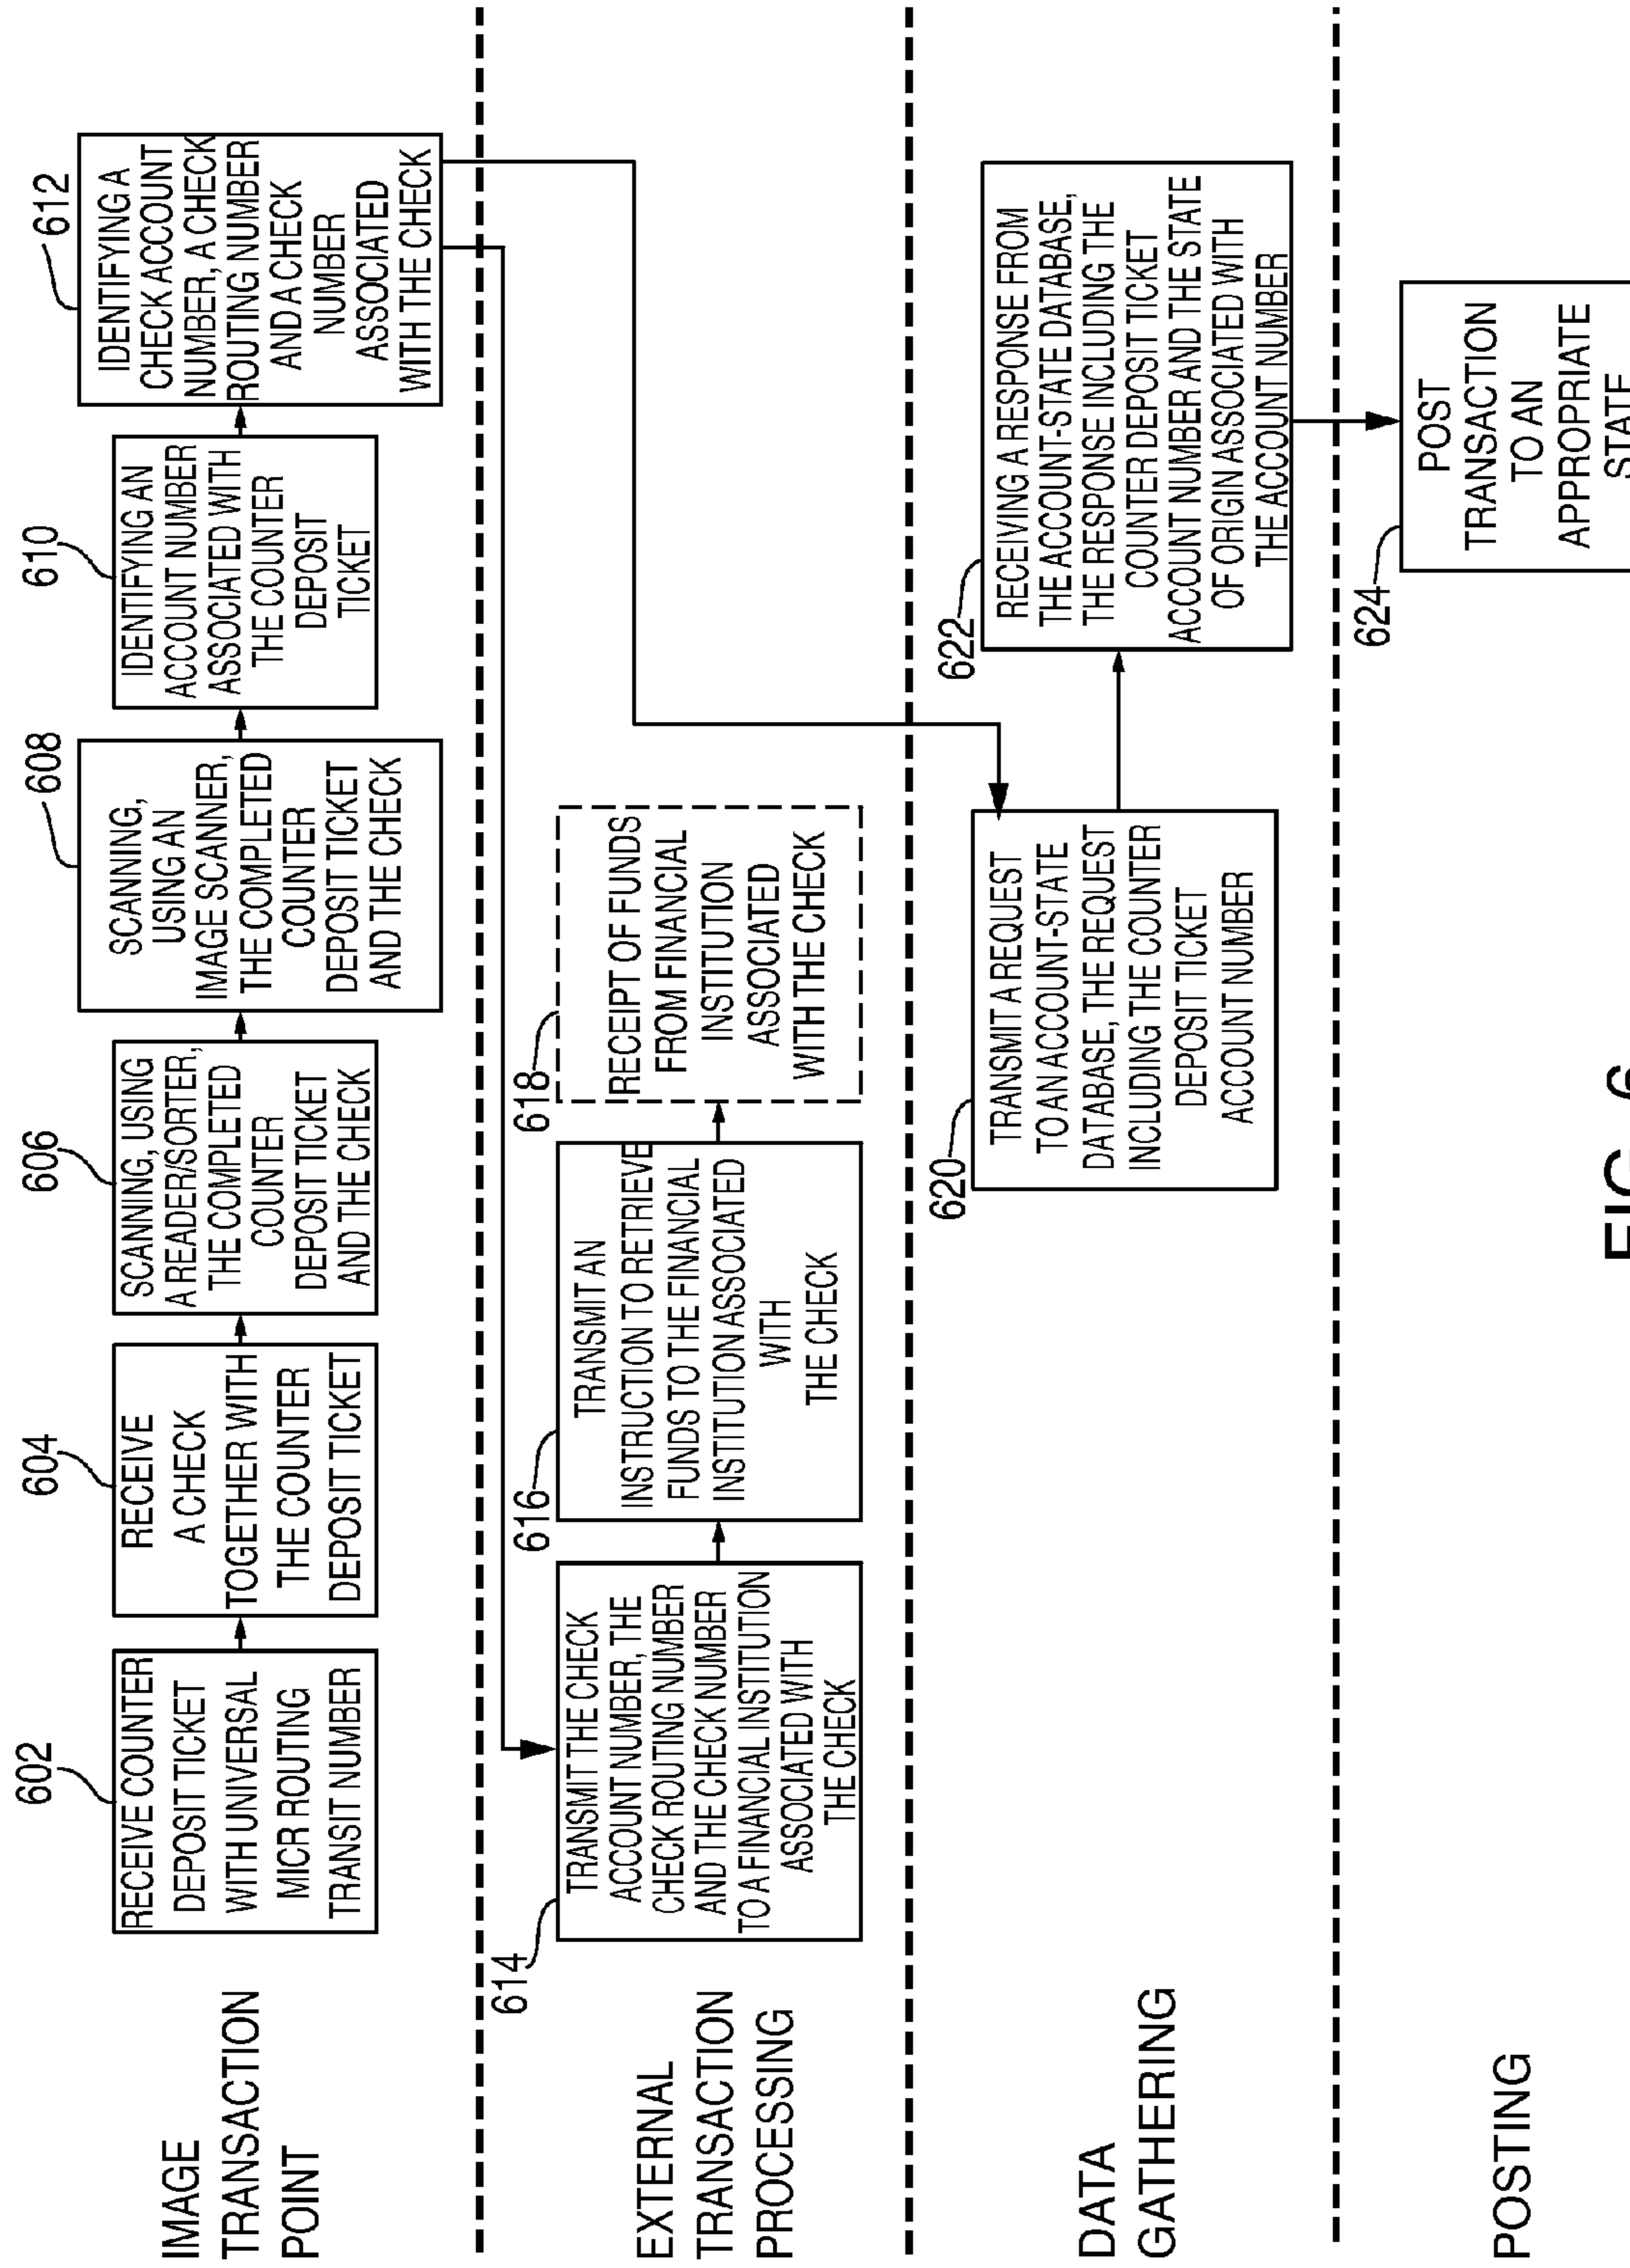 IMAGE
TRANSACTION
POINT
602
RECEIVE COUNTER
DEPOSIT TICKET
WITH UNIVERSAL
MICR ROUTING
TRANSIT NUMBER
604
RECEIVE
A CHECK
TOGETHER WITH
THE COUNTER
DEPOSIT TICKET
606
SCANNING, USING
A READER/SORTER,
THE COMPLETED
COUNTER
DEPOSIT TICKET
AND THE CHECK
608
SCANNING,
USING AN
IMAGE SCANNER,
THE COMPLETED
COUNTER
DEPOSIT TICKET
AND THE CHECK
610
IDENTIFYING AN
ACCOUNT NUMBER
ASSOCIATED WITH
THE COUNTER
DEPOSIT
TICKET
612
IDENTIFYING A
CHECK ACCOUNT
NUMBER, A CHECK
ROUTING NUMBER
AND A CHECK
NUMBER
ASSOCIATED
WITH THE CHECK
EXTERNAL
TRANSACTION
PROCESSING
614
TRANSMIT THE CHECK
ACCOUNT NUMBER, THE
CHECK ROUTING NUMBER
AND THE CHECK NUMBER
TO A FINANCIAL INSTITUTION
ASSOCIATED WITH
THE CHECK
616
TRANSMIT AN
INSTRUCTION TO RETRIEVE
FUNDS TO THE FINANCIAL
INSTITUTION ASSOCIATED
WITH
THE CHECK
618
RECEIPT OF FUNDS
FROM FINANCIAL
INSTITUTION
ASSOCIATED
WITH THE CHECK
DATA
GATHERING
620
TRANSMIT A REQUEST
TO AN ACCOUNT-STATE
DATABASE, THE REQUEST
INCLUDING THE COUNTER
DEPOSIT TICKET
ACCOUNT NUMBER
622
RECEIVING A RESPONSE FROM
THE ACCOUNT-STATE DATABASE,
THE RESPONSE INCLUDING THE
COUNTER DEPOSIT TICKET
ACCOUNT NUMBER AND THE STATE
OF ORIGIN ASSOCIATED WITH
THE ACCOUNT NUMBER
POSTING
624
POST
TRANSACTION
TO AN
APPROPRIATE
STATE
FIG. 6